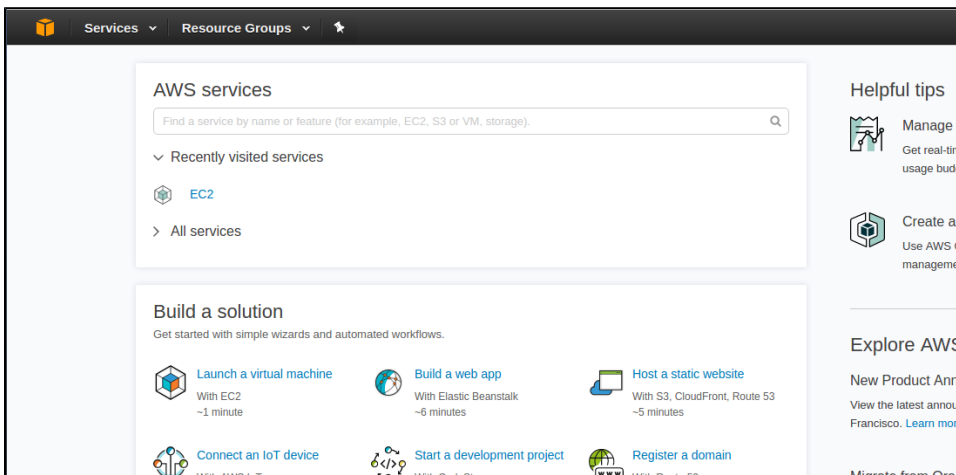 Services Resource Groups
AWS services
Find a service by name or feature (for example, EC2, S3 or VM, storage).
Recently visited services
EC2
All services
Build a solution
Get started with simple wizards and automated workflows.
Launch a virtual machine
With EC2
~1 minute
Build a web app
With Elastic Beanstalk
~6 minutes
Host a static website
With S3, CloudFront, Route 53
~5 minutes
Connect an IoT device
Start a development project
Register a domain
Helpful tips
Manage
Get real-tim
usage bud
Create a
Use AWS
manageme
Explore AWS
New Product Ann
View the latest annou
Francisco. Learn mor